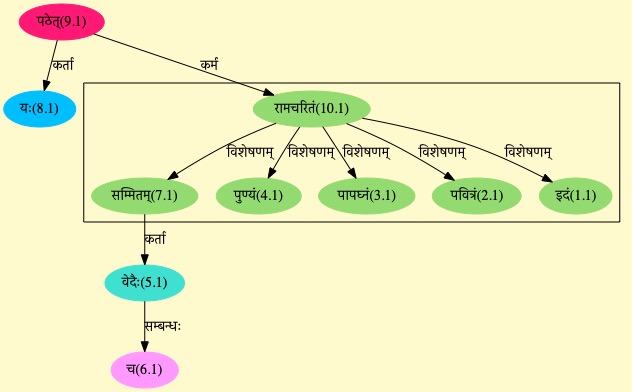 पठेत्(9.1)
कर्ता कर्म
यः(8.1) रामचरितं(10.1)
विशेषणम् विशेषणम् विशेषणम् विशेषणम् विशेषणम्
सम्मितम्(7.1) पुण्यं(4.1) पापघ्नं(3.1) पवित्रं(2.1) इदं(1.1)
कर्ता
वेदैः(5.1)
सम्बन्धः
च(6.1)